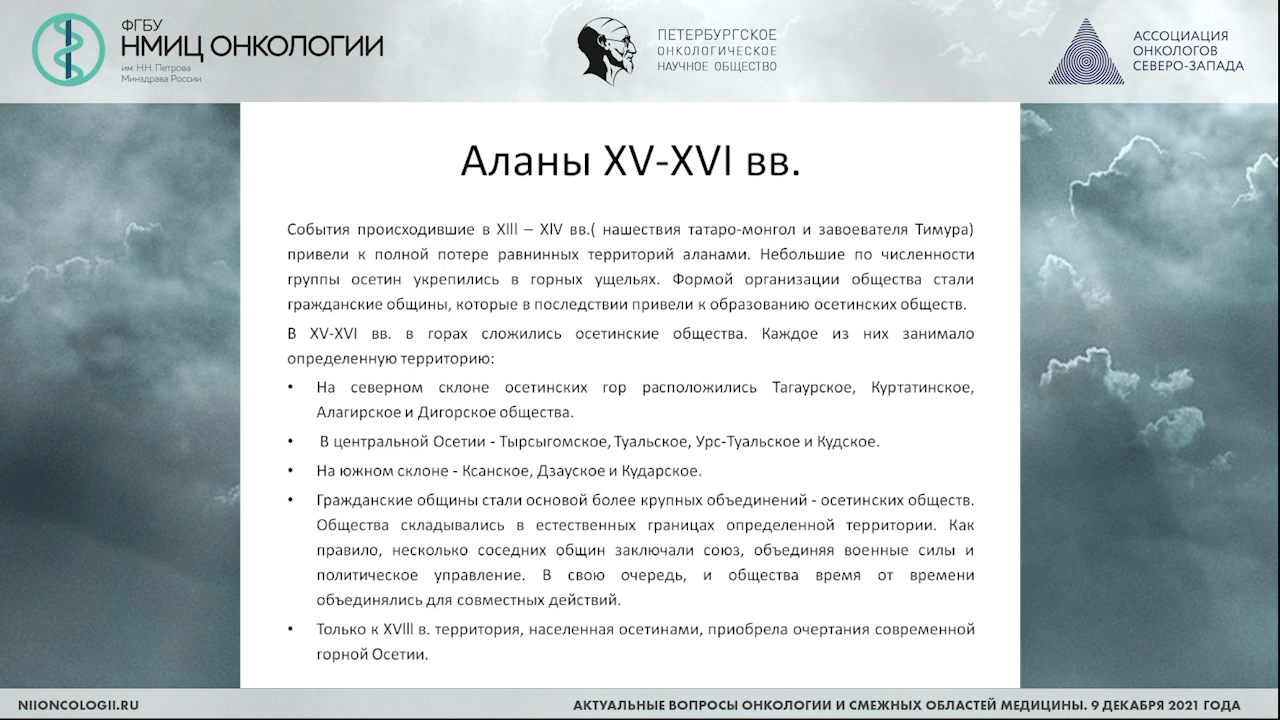 ФГБУ
НМИЦ ОНКОЛОГИИ
им. Н.Н. Петрова
Минздрава России
ПЕТЕРБУРГСКОЕ
ОНКОЛОГИЧЕСКОЕ
НАУЧНОЕ ОБЩЕСТВО
АССОЦИАЦИЯ
ОНКОЛОГОВ
СЕВЕРО-ЗАПАДА
Аланы XV-XVI вв.
События происходившие в XIII – XIV вв.( нашествия татаро-монгол и завоевателя Тимура)
привели к полной потере равнинных территорий аланами. Небольшие по численности
группы осетин укрепились в горных ущельях. Формой организации общества стали
гражданские общины, которые в последствии привели к образованию осетинских обществ.
В XV-XVI вв. в горах сложились осетинские общества. Каждое из них занимало
определенную территорию:
• На северном склоне осетинских гор расположились Тагаурское, Куртатинское,
Алагирское и Дигорское общества.
• В центральной Осетии - Тырсыгомское, Туальское, Урс-Туальское и Кудское.
• На южном склоне - Ксанское, Дзауское и Кударское.
• Гражданские общины стали основой более крупных объединений - осетинских обществ.
Общества складывались в естественных границах определенной территории. Как
правило, несколько соседних общин заключали союз, объединяя военные силы и
политическое управление. В свою очередь, и общества время от времени
объединялись для совместных действий.
• Только к XVIII в. территория, населенная осетинами, приобрела очертания современной
горной Осетии.
NIIONCOLOGII.RU
АКТУАЛЬНЫЕ ВОПРОСЫ ОНКОЛОГИИ И СМЕЖНЫХ ОБЛАСТЕЙ МЕДИЦИНЫ. 9 ДЕКАБРЯ 2021 ГОДА